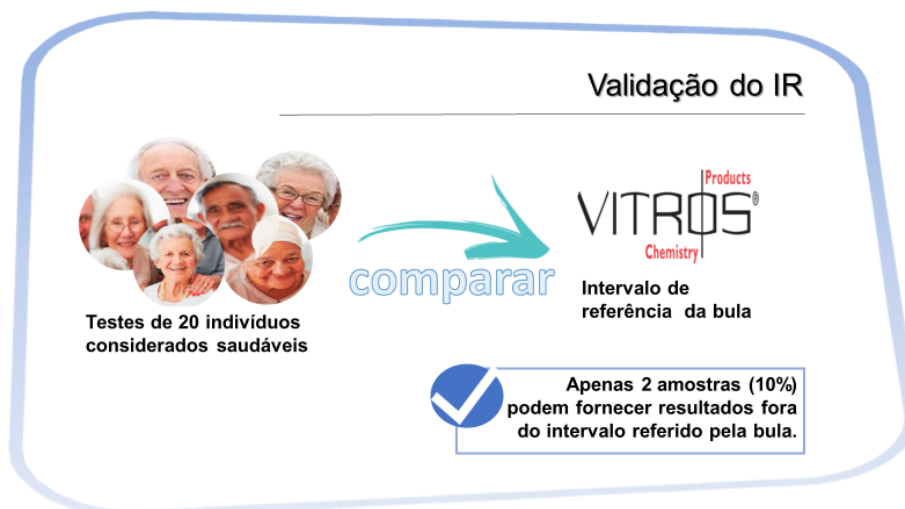 Validação do IR
Products
VITROS®
Chemistry
comparar
Intervalo de
referência da bula
Testes de 20 indivíduos
considerados saudáveis
Apenas 2 amostras (10%)
podem fornecer resultados fora
do intervalo referido pela bula.